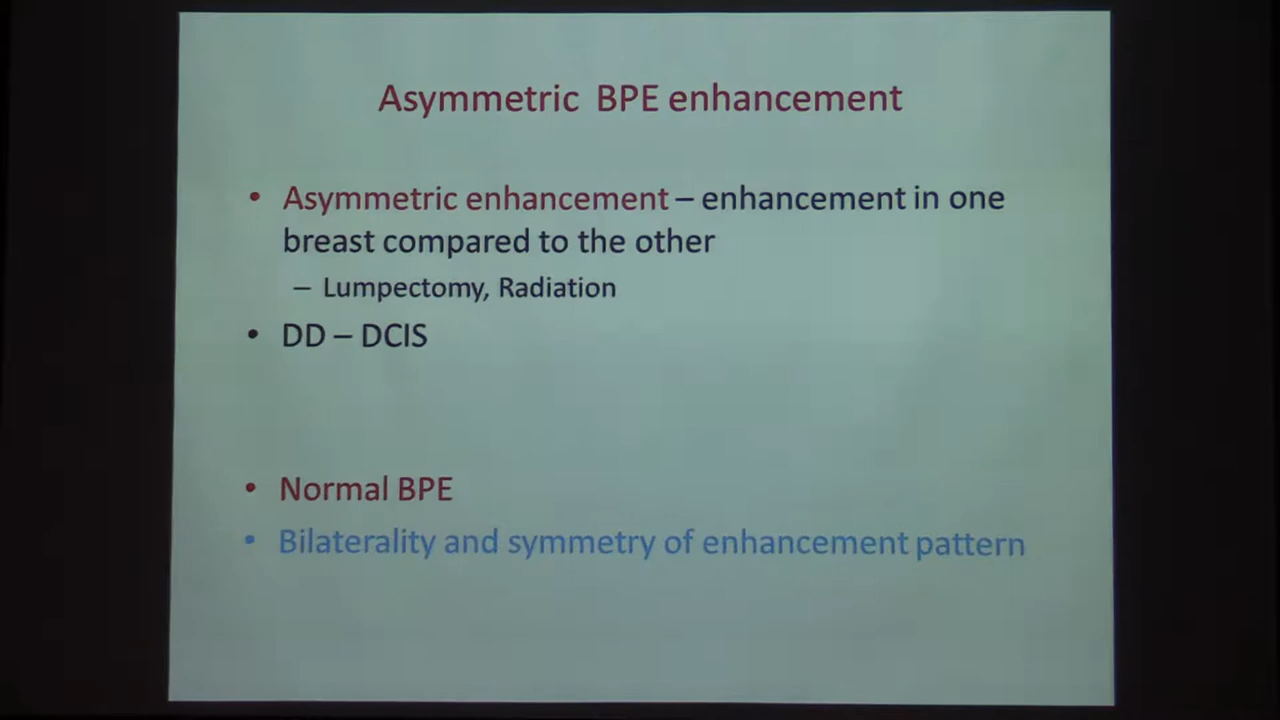 Asymmetric BPE enhancement
• Asymmetric enhancement – enhancement in one
breast compared to the other
– Lumpectomy, Radiation
• DD – DCIS
• Normal BPE
• Bilaterality and symmetry of enhancement pattern